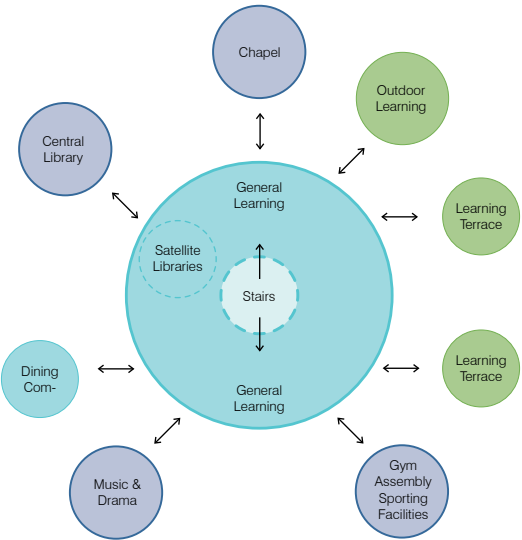 Chapel
Outdoor
Learning
Central
Library
General
Learning
Learning
Terrace
Satellite
Libraries
Stairs
Dining
Com-
Learning
Terrace
General
Learning
Music &
Drama
Gym
Assembly
Sporting
Facilities